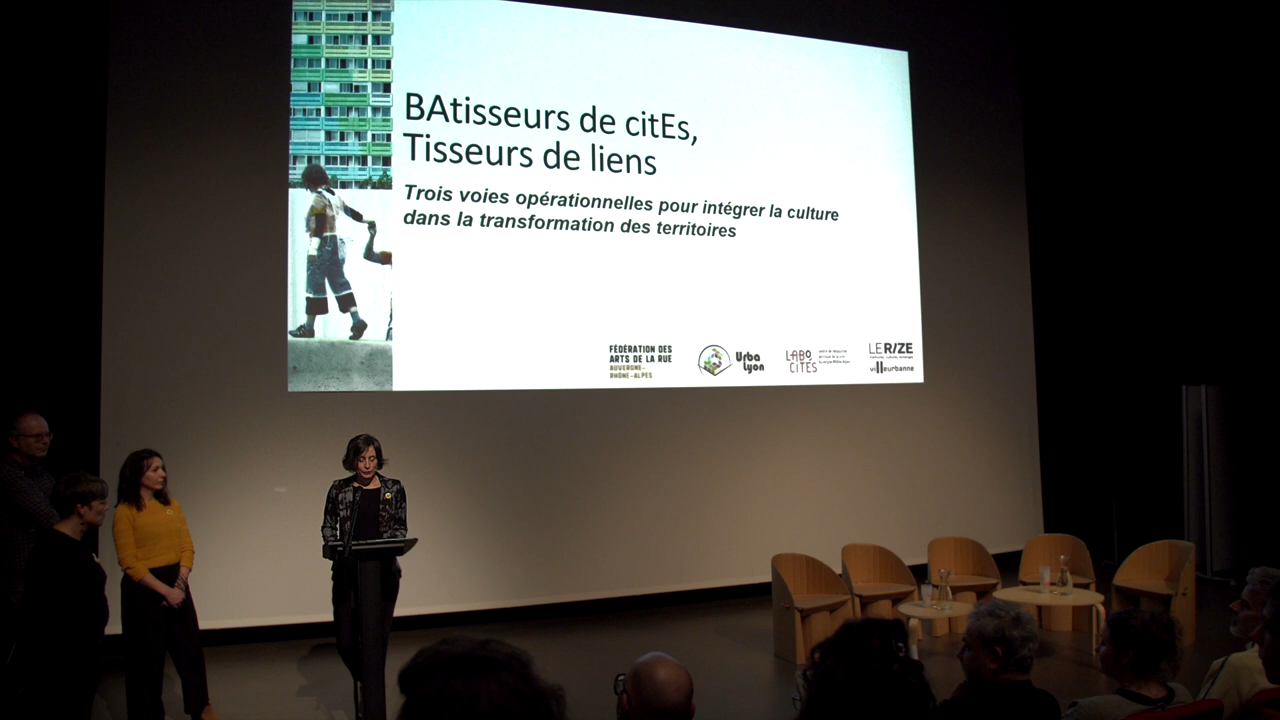 BAtisseurs de citEs,
Tisseurs de liens
Trois voies opérationnelles pour intégrer la culture
dans la transformation des territoires
FÉDÉRATION DES
ARTS DE LA RUE
AUVERGNE-
RHÔNE-ALPES
Urba
Lyon
LABO
CITÉS
LE RIZE
villeurbanne